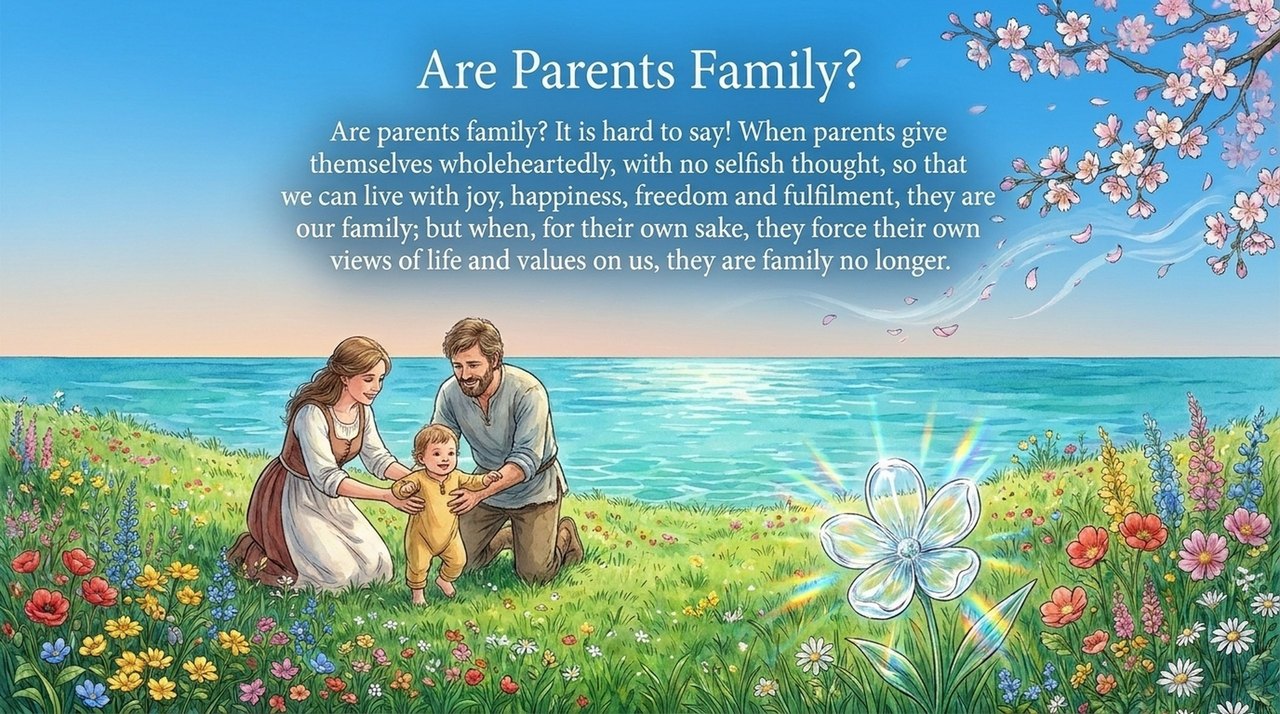 Are Parents Family?
Are parents family? It is hard to say! When parents give
themselves wholeheartedly, with no selfish thought, so that
we can live with joy, happiness, freedom and fulfilment, they are
our family; but when, for their own sake, they force their own
views of life and values on us, they are family no longer.